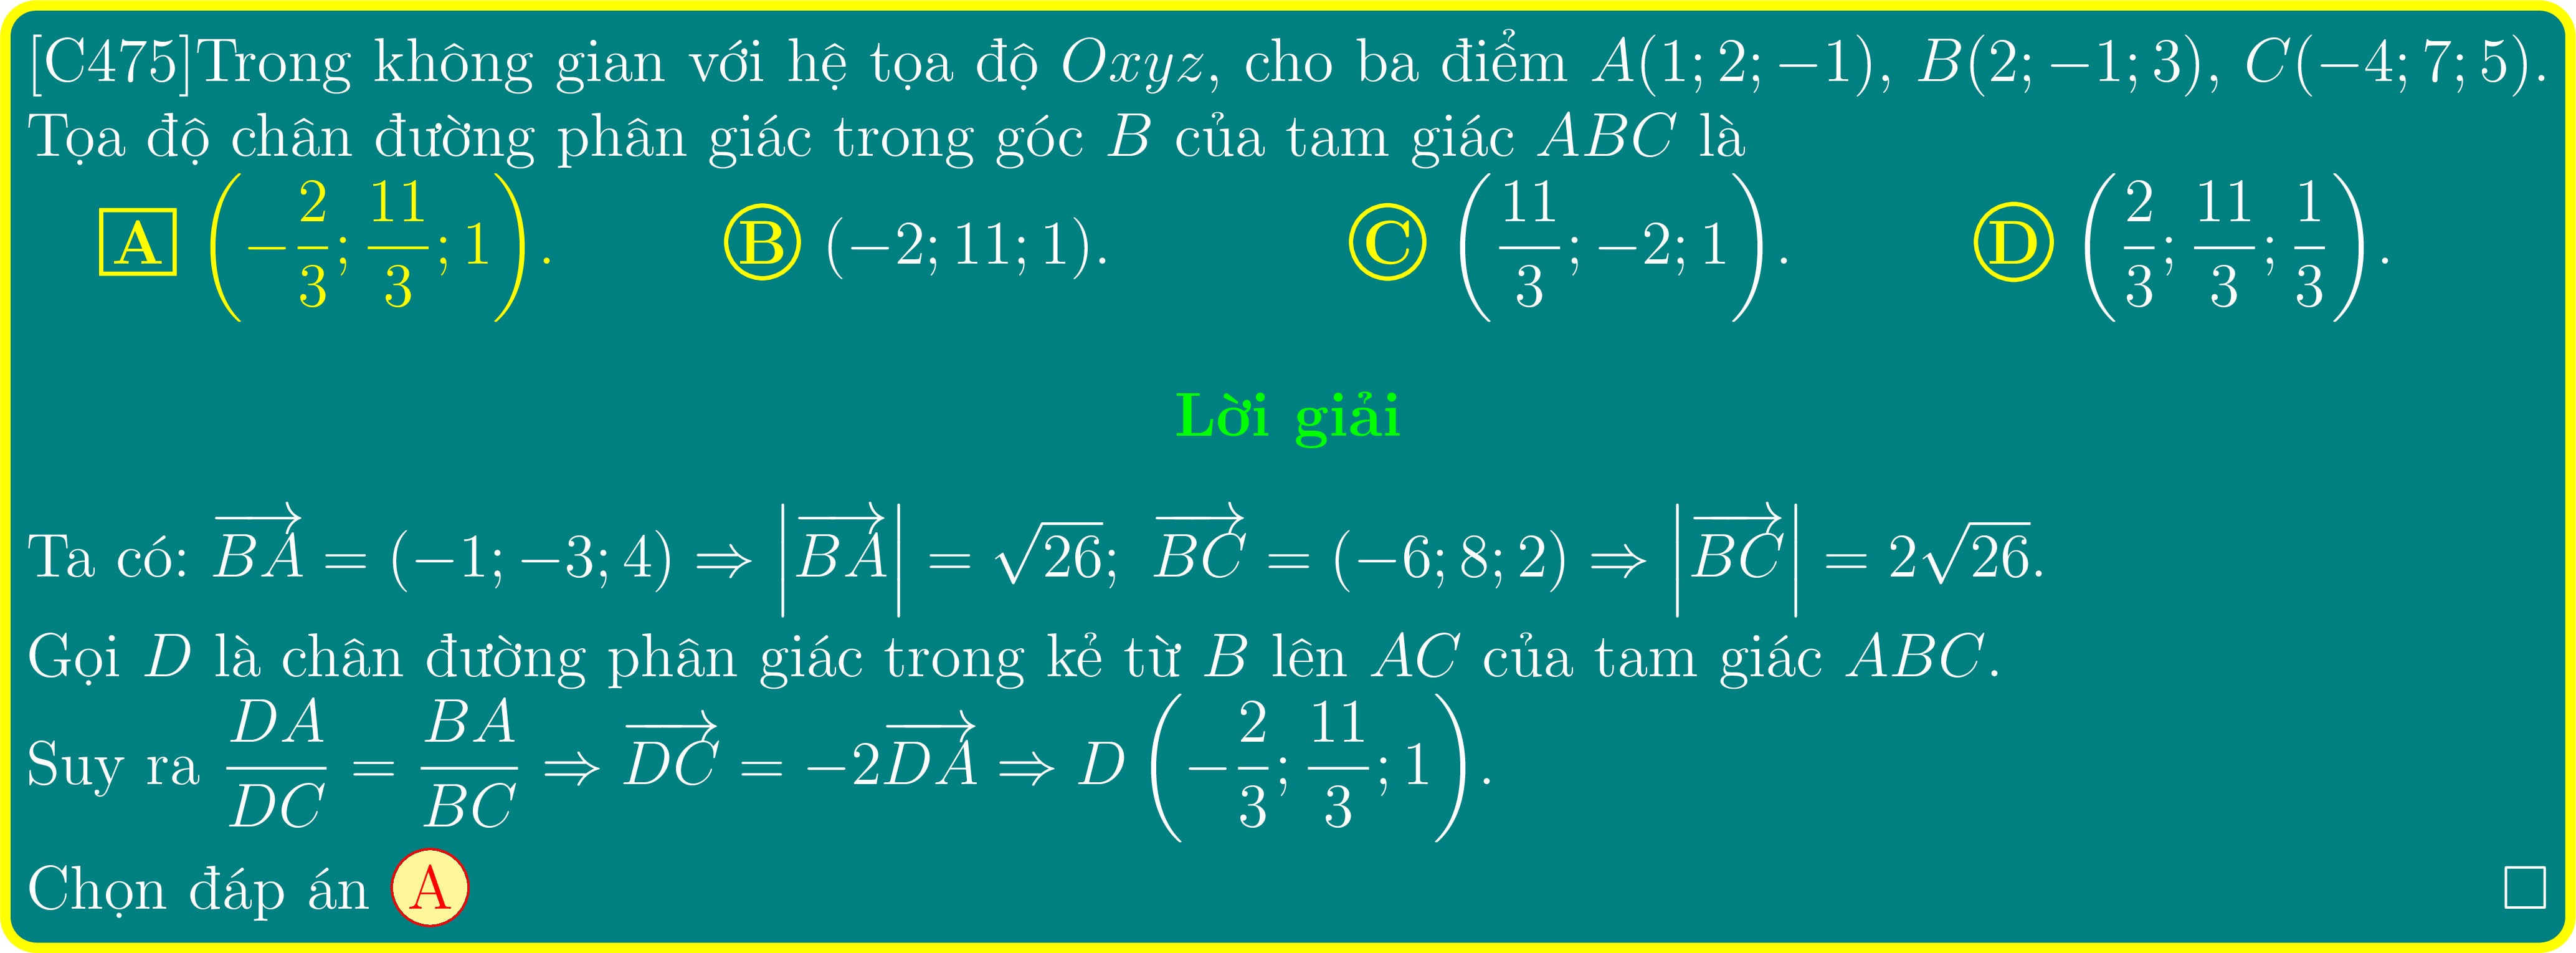 [C475]Trong không gian với hệ tọa độ Oxyz, cho ba điểm A(1; 2; −1), B(2; −1; 3), C(−4; 7; 5).
Tọa độ chân đường phân giác trong góc B của tam giác ABC là
A $\left(-\frac{2}{3}; \frac{11}{3}; 1\right)$. B (−2; 11; 1). C $\left(\frac{11}{3}; -2; 1\right)$. D $\left(\frac{2}{3}; \frac{11}{3}; \frac{1}{3}\right)$.
Lời giải
Ta có: $\overrightarrow{BA} = (-1; -3; 4) \Rightarrow \left|\overrightarrow{BA}\right| = \sqrt{26};\ \overrightarrow{BC} = (-6; 8; 2) \Rightarrow \left|\overrightarrow{BC}\right| = 2\sqrt{26}$.
Gọi D là chân đường phân giác trong kẻ từ B lên AC của tam giác ABC.
Suy ra $\frac{DA}{DC} = \frac{BA}{BC} \Rightarrow \overrightarrow{DC} = -2\overrightarrow{DA} \Rightarrow D\left(-\frac{2}{3}; \frac{11}{3}; 1\right)$.
Chọn đáp án A □